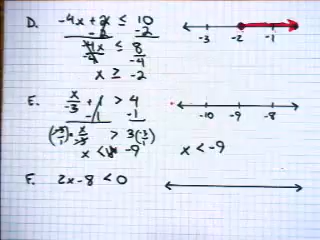 D. -4x + 2 ≤ 10
-2 -2
-4x ≤ 8
-4 -4
x ≥ -2
-3 -2 -1
E. x/-3 + 1 > 4
-1 -1
(-3/1) · x/-3 > 3 (-3/1)
x < -9 x < -9
-10 -9 -8
F. 2x - 8 < 0